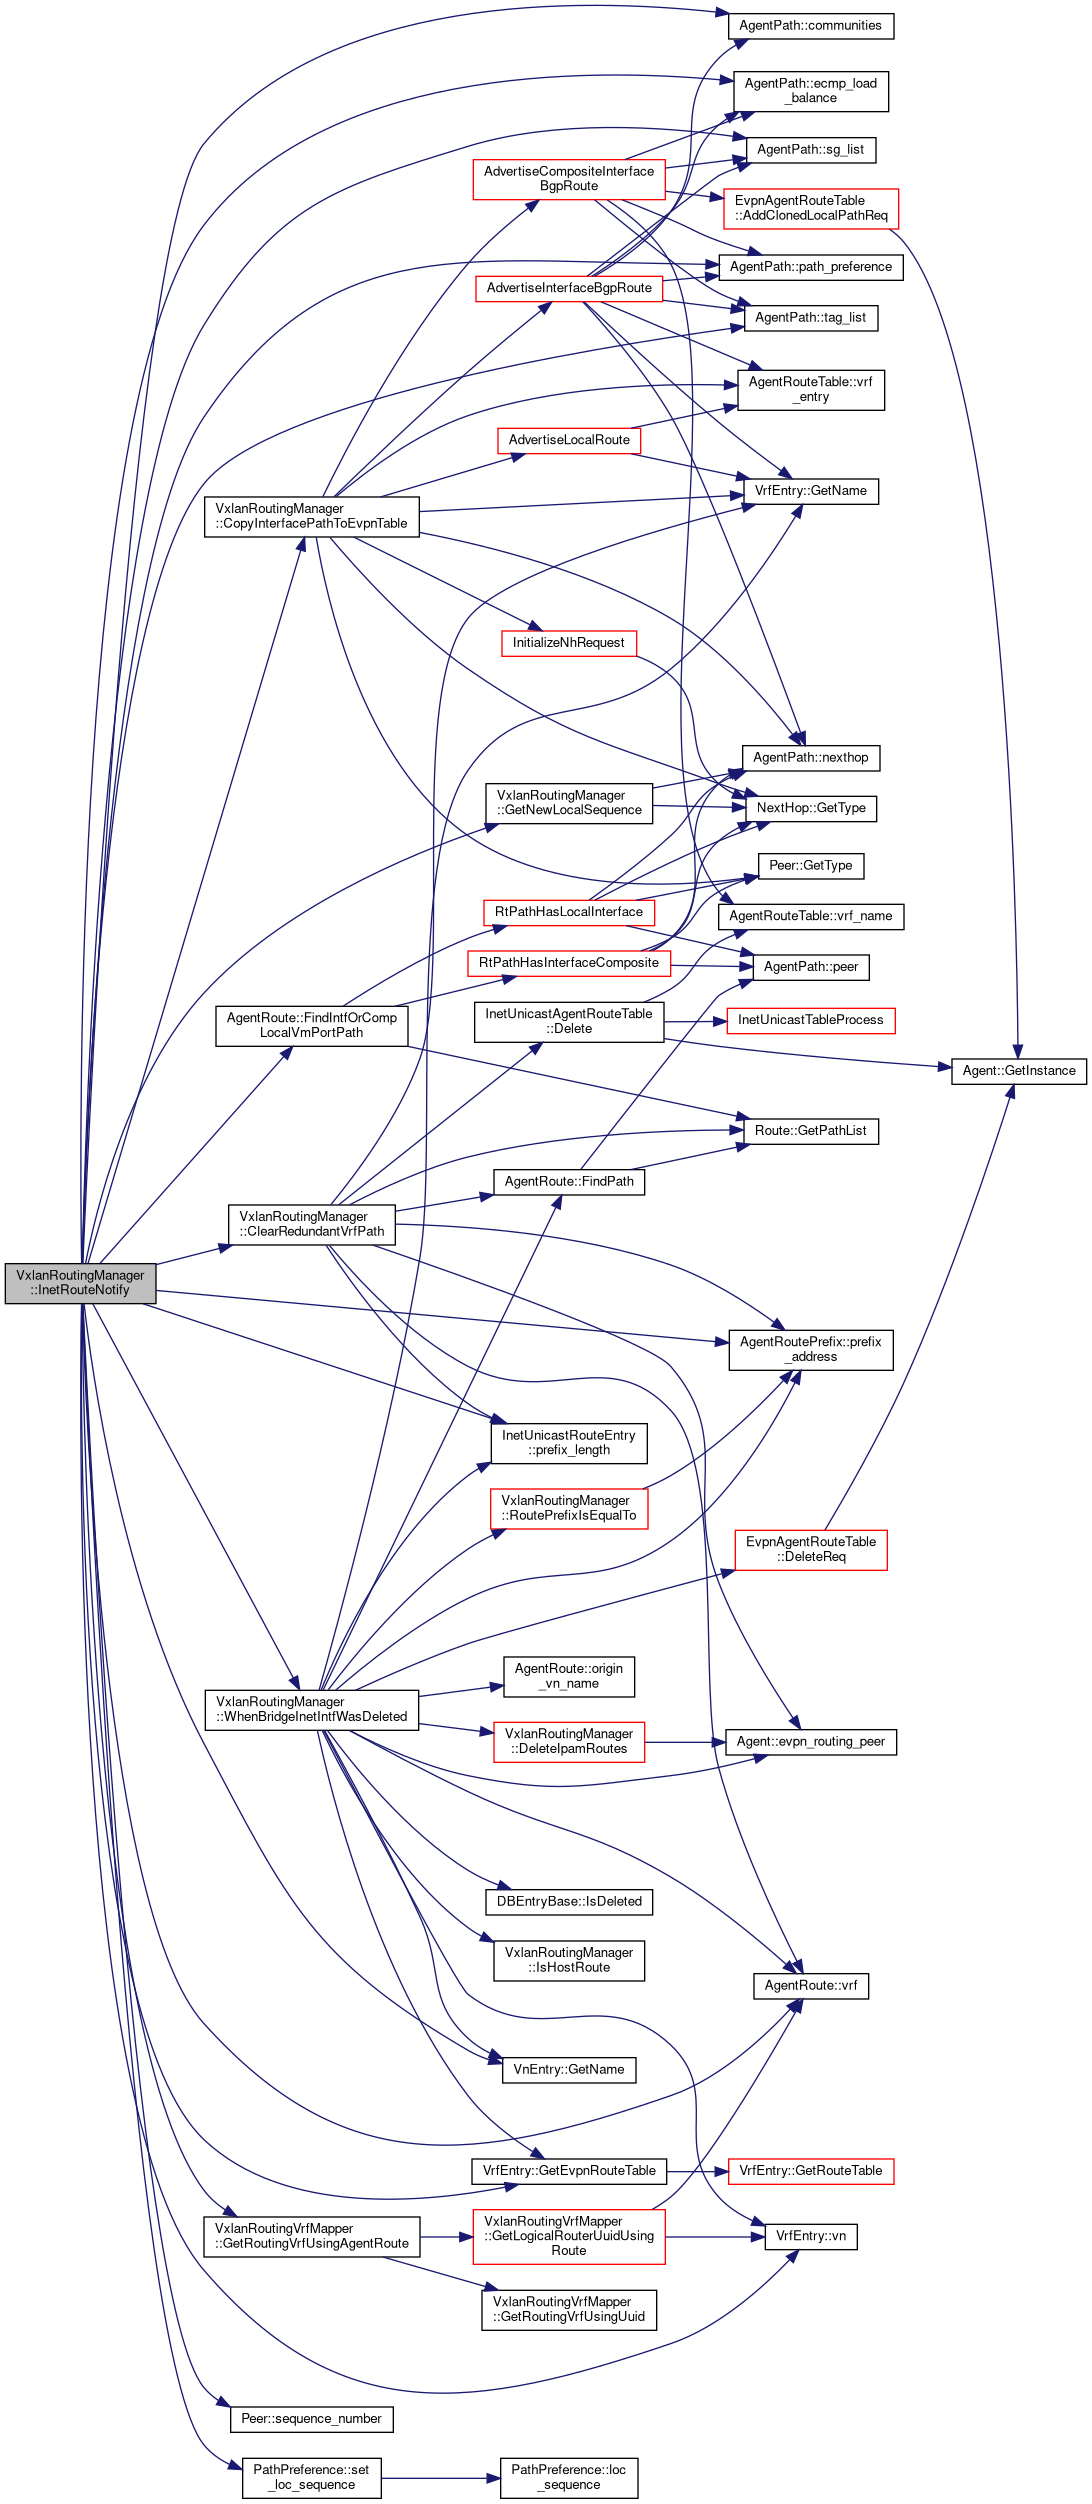 AgentPath::communities
AgentPath::ecmp_load
_balance
AgentPath::sg_list
AdvertiseCompositeInterface
BgpRoute
EvpnAgentRouteTable
::AddClonedLocalPathReq
AgentPath::path_preference
AdvertiseInterfaceBgpRoute
AgentPath::tag_list
AgentRouteTable::vrf
_entry
AdvertiseLocalRoute
VrfEntry::GetName
VxlanRoutingManager
::CopyInterfacePathToEvpnTable
InitializeNhRequest
AgentPath::nexthop
VxlanRoutingManager
::GetNewLocalSequence
NextHop::GetType
Peer::GetType
RtPathHasLocalInterface
AgentRouteTable::vrf_name
RtPathHasInterfaceComposite
AgentPath::peer
AgentRoute::FindIntfOrComp
LocalVmPortPath
InetUnicastAgentRouteTable
::Delete
InetUnicastTableProcess
Agent::GetInstance
Route::GetPathList
AgentRoute::FindPath
VxlanRoutingManager
::ClearRedundantVrfPath
VxlanRoutingManager
::InetRouteNotify
AgentRoutePrefix::prefix
_address
InetUnicastRouteEntry
::prefix_length
VxlanRoutingManager
::RoutePrefixIsEqualTo
EvpnAgentRouteTable
::DeleteReq
AgentRoute::origin
_vn_name
VxlanRoutingManager
::WhenBridgeInetIntfWasDeleted
VxlanRoutingManager
::DeleteIpamRoutes
Agent::evpn_routing_peer
DBEntryBase::IsDeleted
VxlanRoutingManager
::IsHostRoute
AgentRoute::vrf
VnEntry::GetName
VrfEntry::GetEvpnRouteTable
VrfEntry::GetRouteTable
VxlanRoutingVrfMapper
::GetRoutingVrfUsingAgentRoute
VxlanRoutingVrfMapper
::GetLogicalRouterUuidUsing
Route
VrfEntry::vn
VxlanRoutingVrfMapper
::GetRoutingVrfUsingUuid
Peer::sequence_number
PathPreference::set
_loc_sequence
PathPreference::loc
_sequence